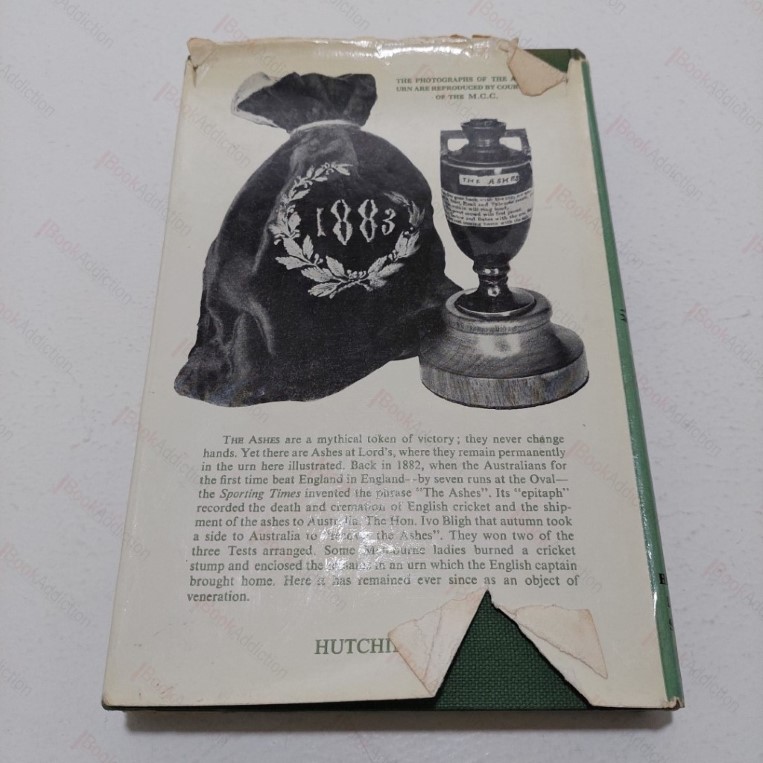 THE PHOTOGRAPHS OF THE
URN ARE REPRODUCED BY
OF THE M.C.C.
1883
THE ASHES
THE ASHES are a mythical token of victory; they never change
hands. Yet there are Ashes at Lord's, where they remain permanently
in the urn here illustrated. Back in 1882, when the Australians for
the first time beat England in England—by seven runs at the Oval—
the Sporting Times invented the phrase "The Ashes". Its "epitaph"
recorded the death and cremation of English cricket and the ship-
ment of the ashes to Australia. The Hon. Ivo Bligh that autumn took
a side to Australia to "recover the Ashes". They won two of the
three Tests arranged. Some Melbourne ladies burned a cricket
stump and enclosed the remains in an urn which the English captain
brought home. Here it has remained ever since as an object of
veneration.
HUTCHI
BookAddiction